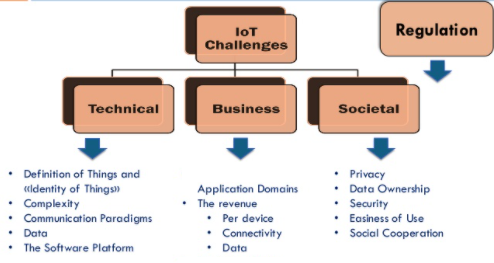 IoT
Challenges
Regulation
Technical
Business
Societal
• Definition of Things and
«Identity of Things»
• Complexity
• Communication Paradigms
• Data
• The Software Platform
Application Domains
• The revenue
• Per device
• Connectivity
• Data
• Privacy
• Data Ownership
• Security
• Easiness of Use
• Social Cooperation